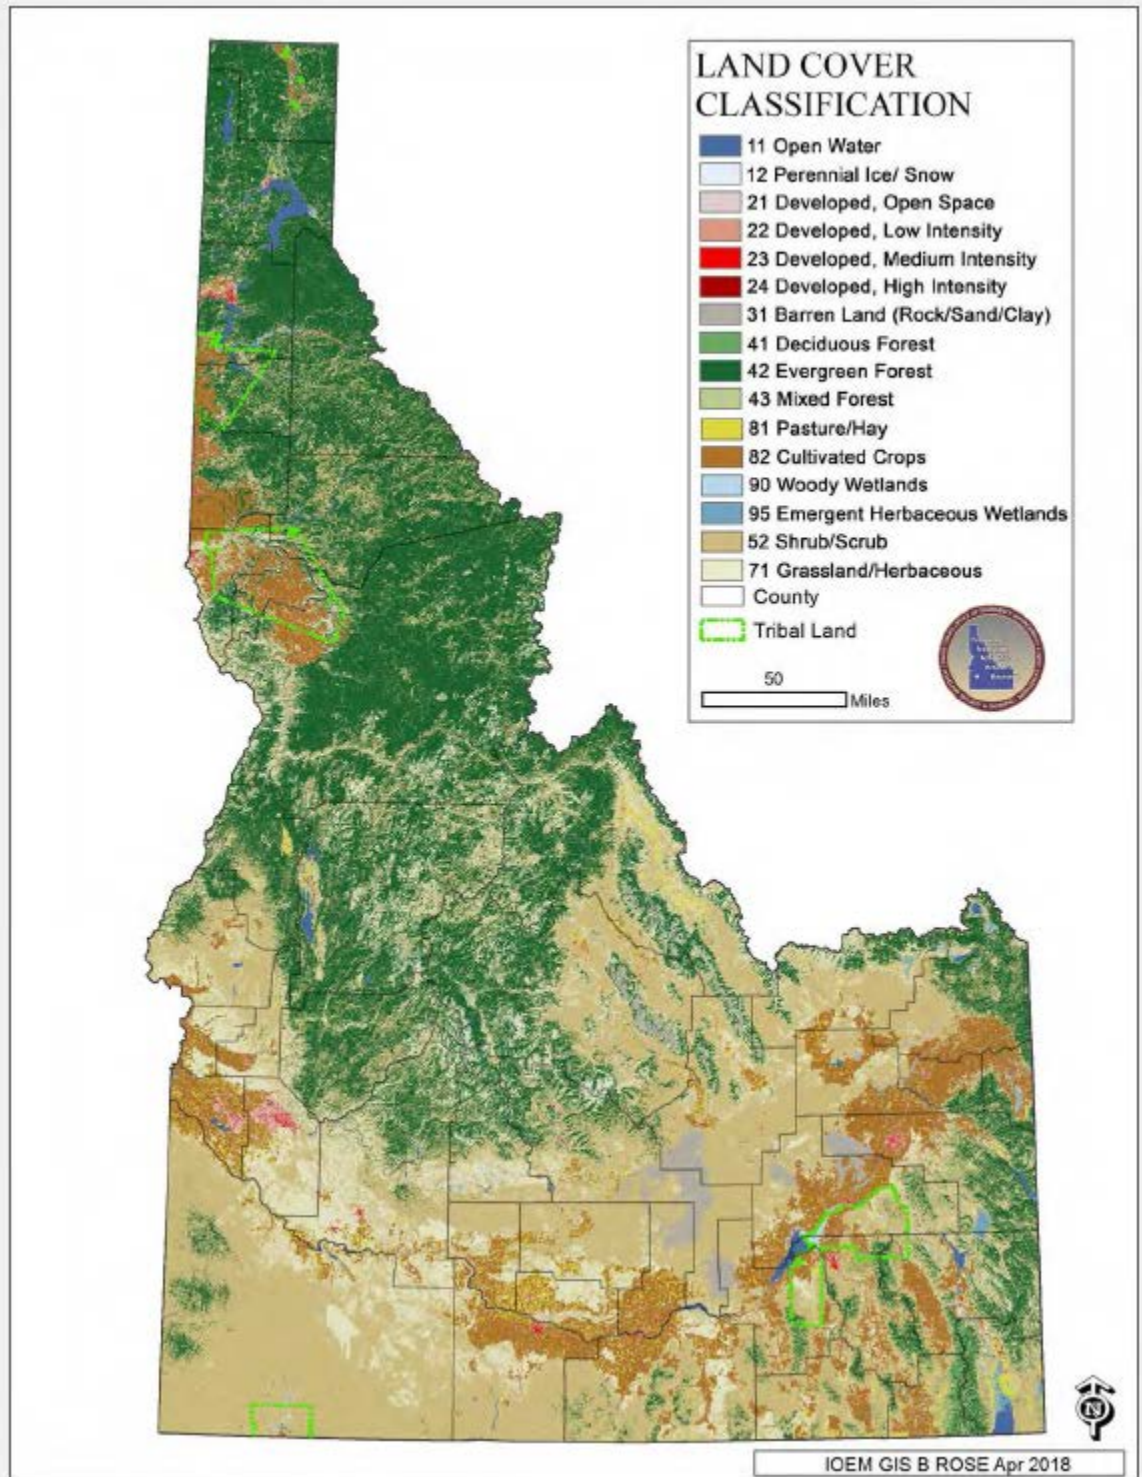 LAND COVER
CLASSIFICATION
11 Open Water
12 Perennial Ice/ Snow
21 Developed, Open Space
22 Developed, Low Intensity
23 Developed, Medium Intensity
24 Developed, High Intensity
31 Barren Land (Rock/Sand/Clay)
41 Deciduous Forest
42 Evergreen Forest
43 Mixed Forest
81 Pasture/Hay
82 Cultivated Crops
90 Woody Wetlands
95 Emergent Herbaceous Wetlands
52 Shrub/Scrub
71 Grassland/Herbaceous
County
Tribal Land
50
Miles
N
IOEM GIS B ROSE Apr 2018